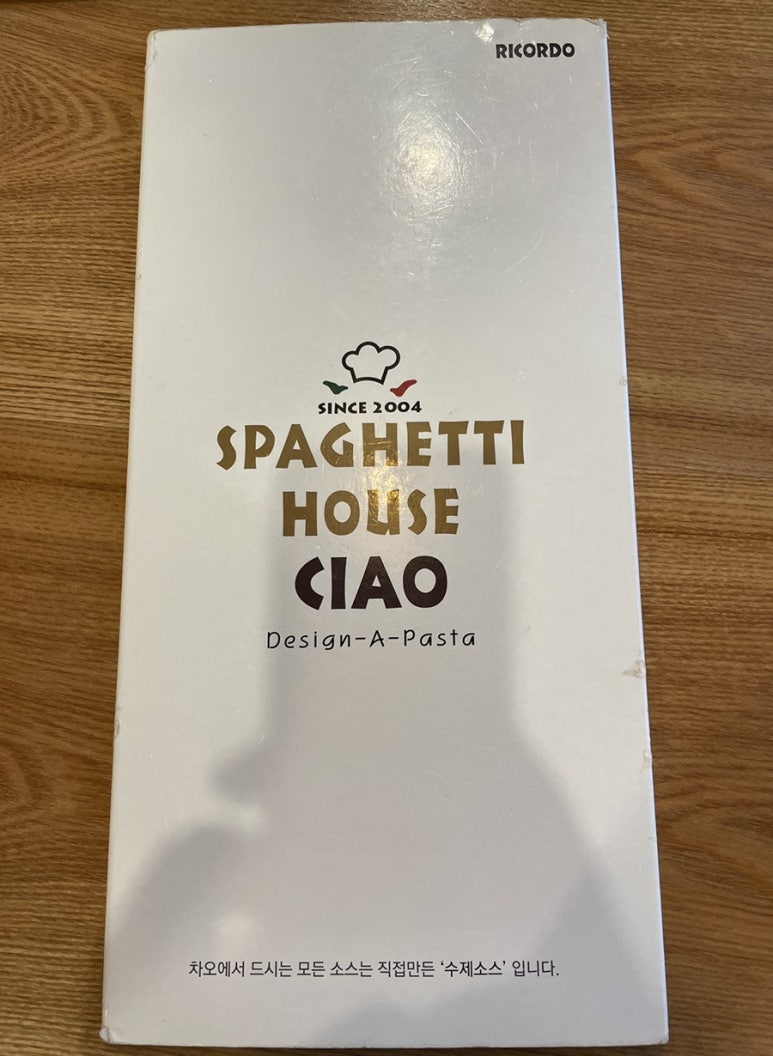 RICORDO
SINCE 2004
SPAGHETTI
HOUSE
CIAO
Design-A-Pasta
차오에서 드시는 모든 소스는 직접만든 ‘수제소스’ 입니다.